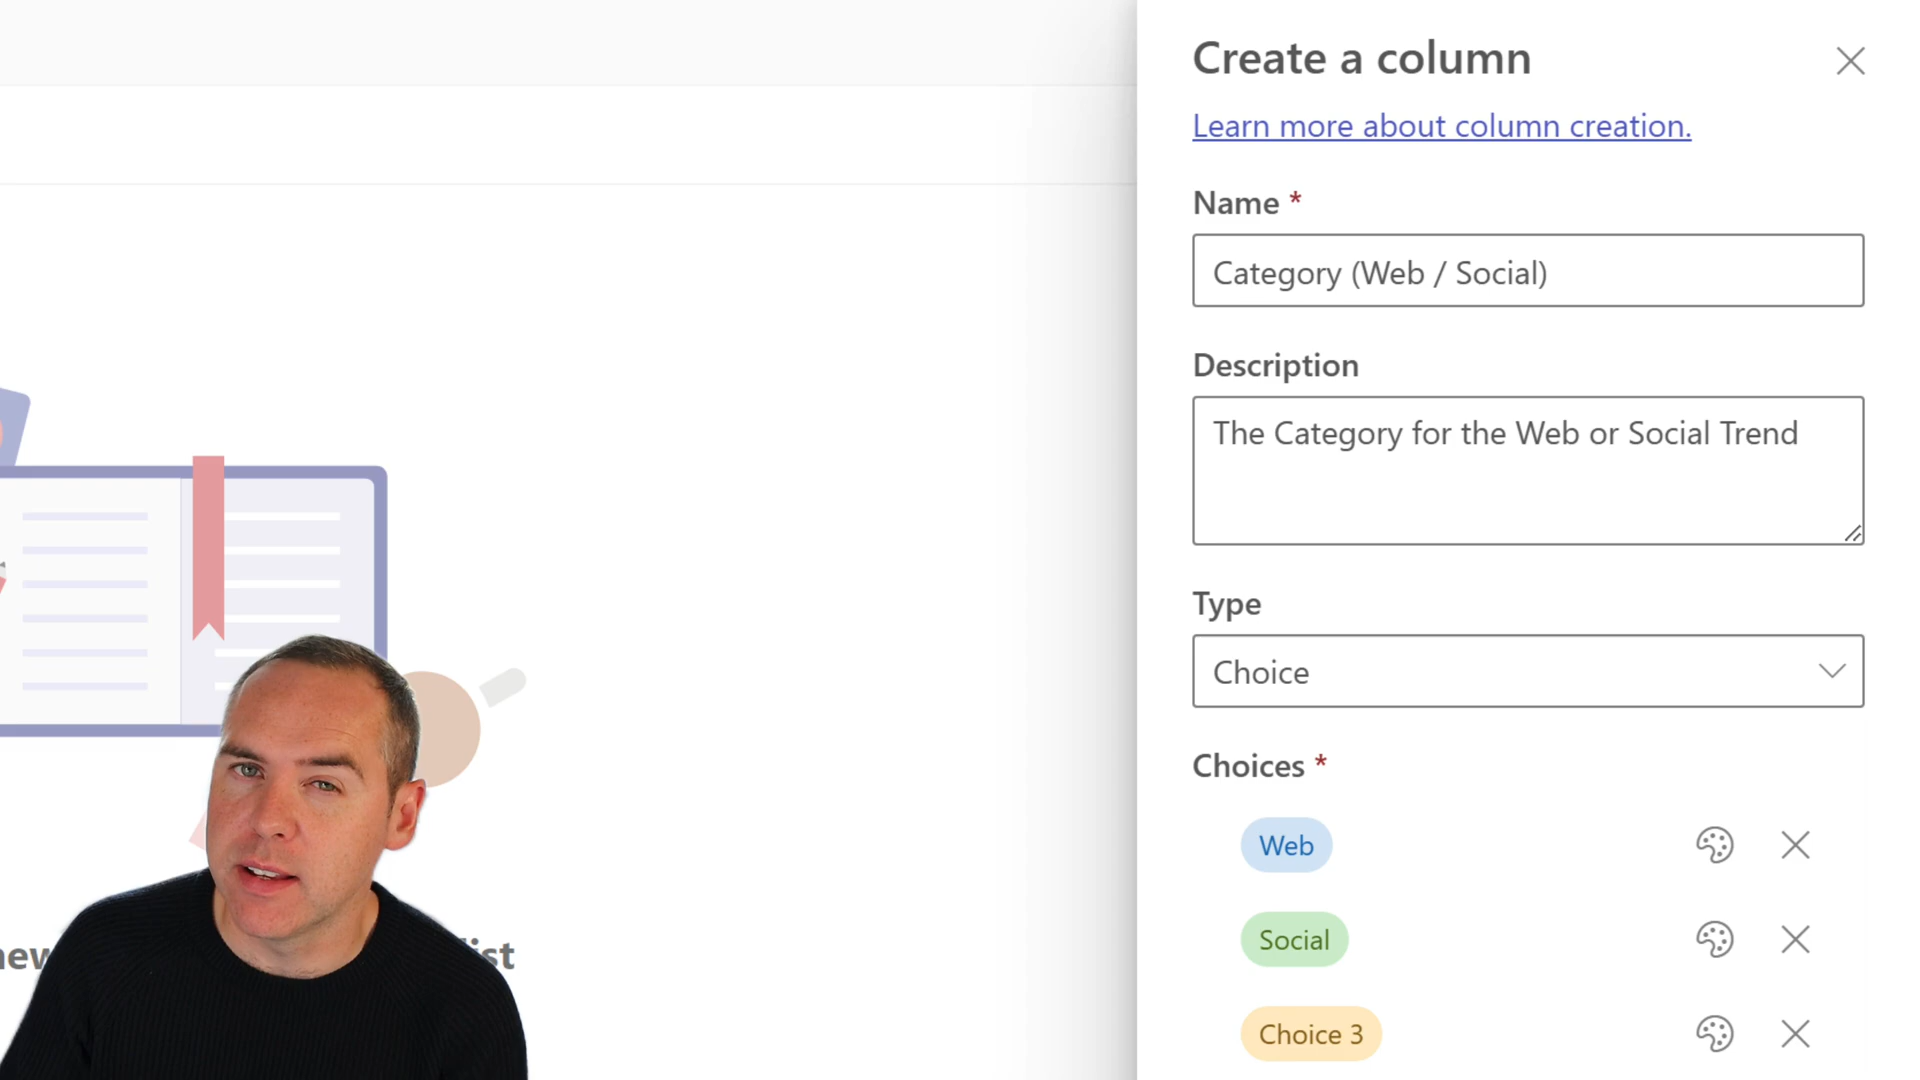 Create a column
Learn more about column creation.
Name *
Category (Web / Social)
Description
The Category for the Web or Social Trend
Type
Choice
Choices *
Web
Social
Choice 3